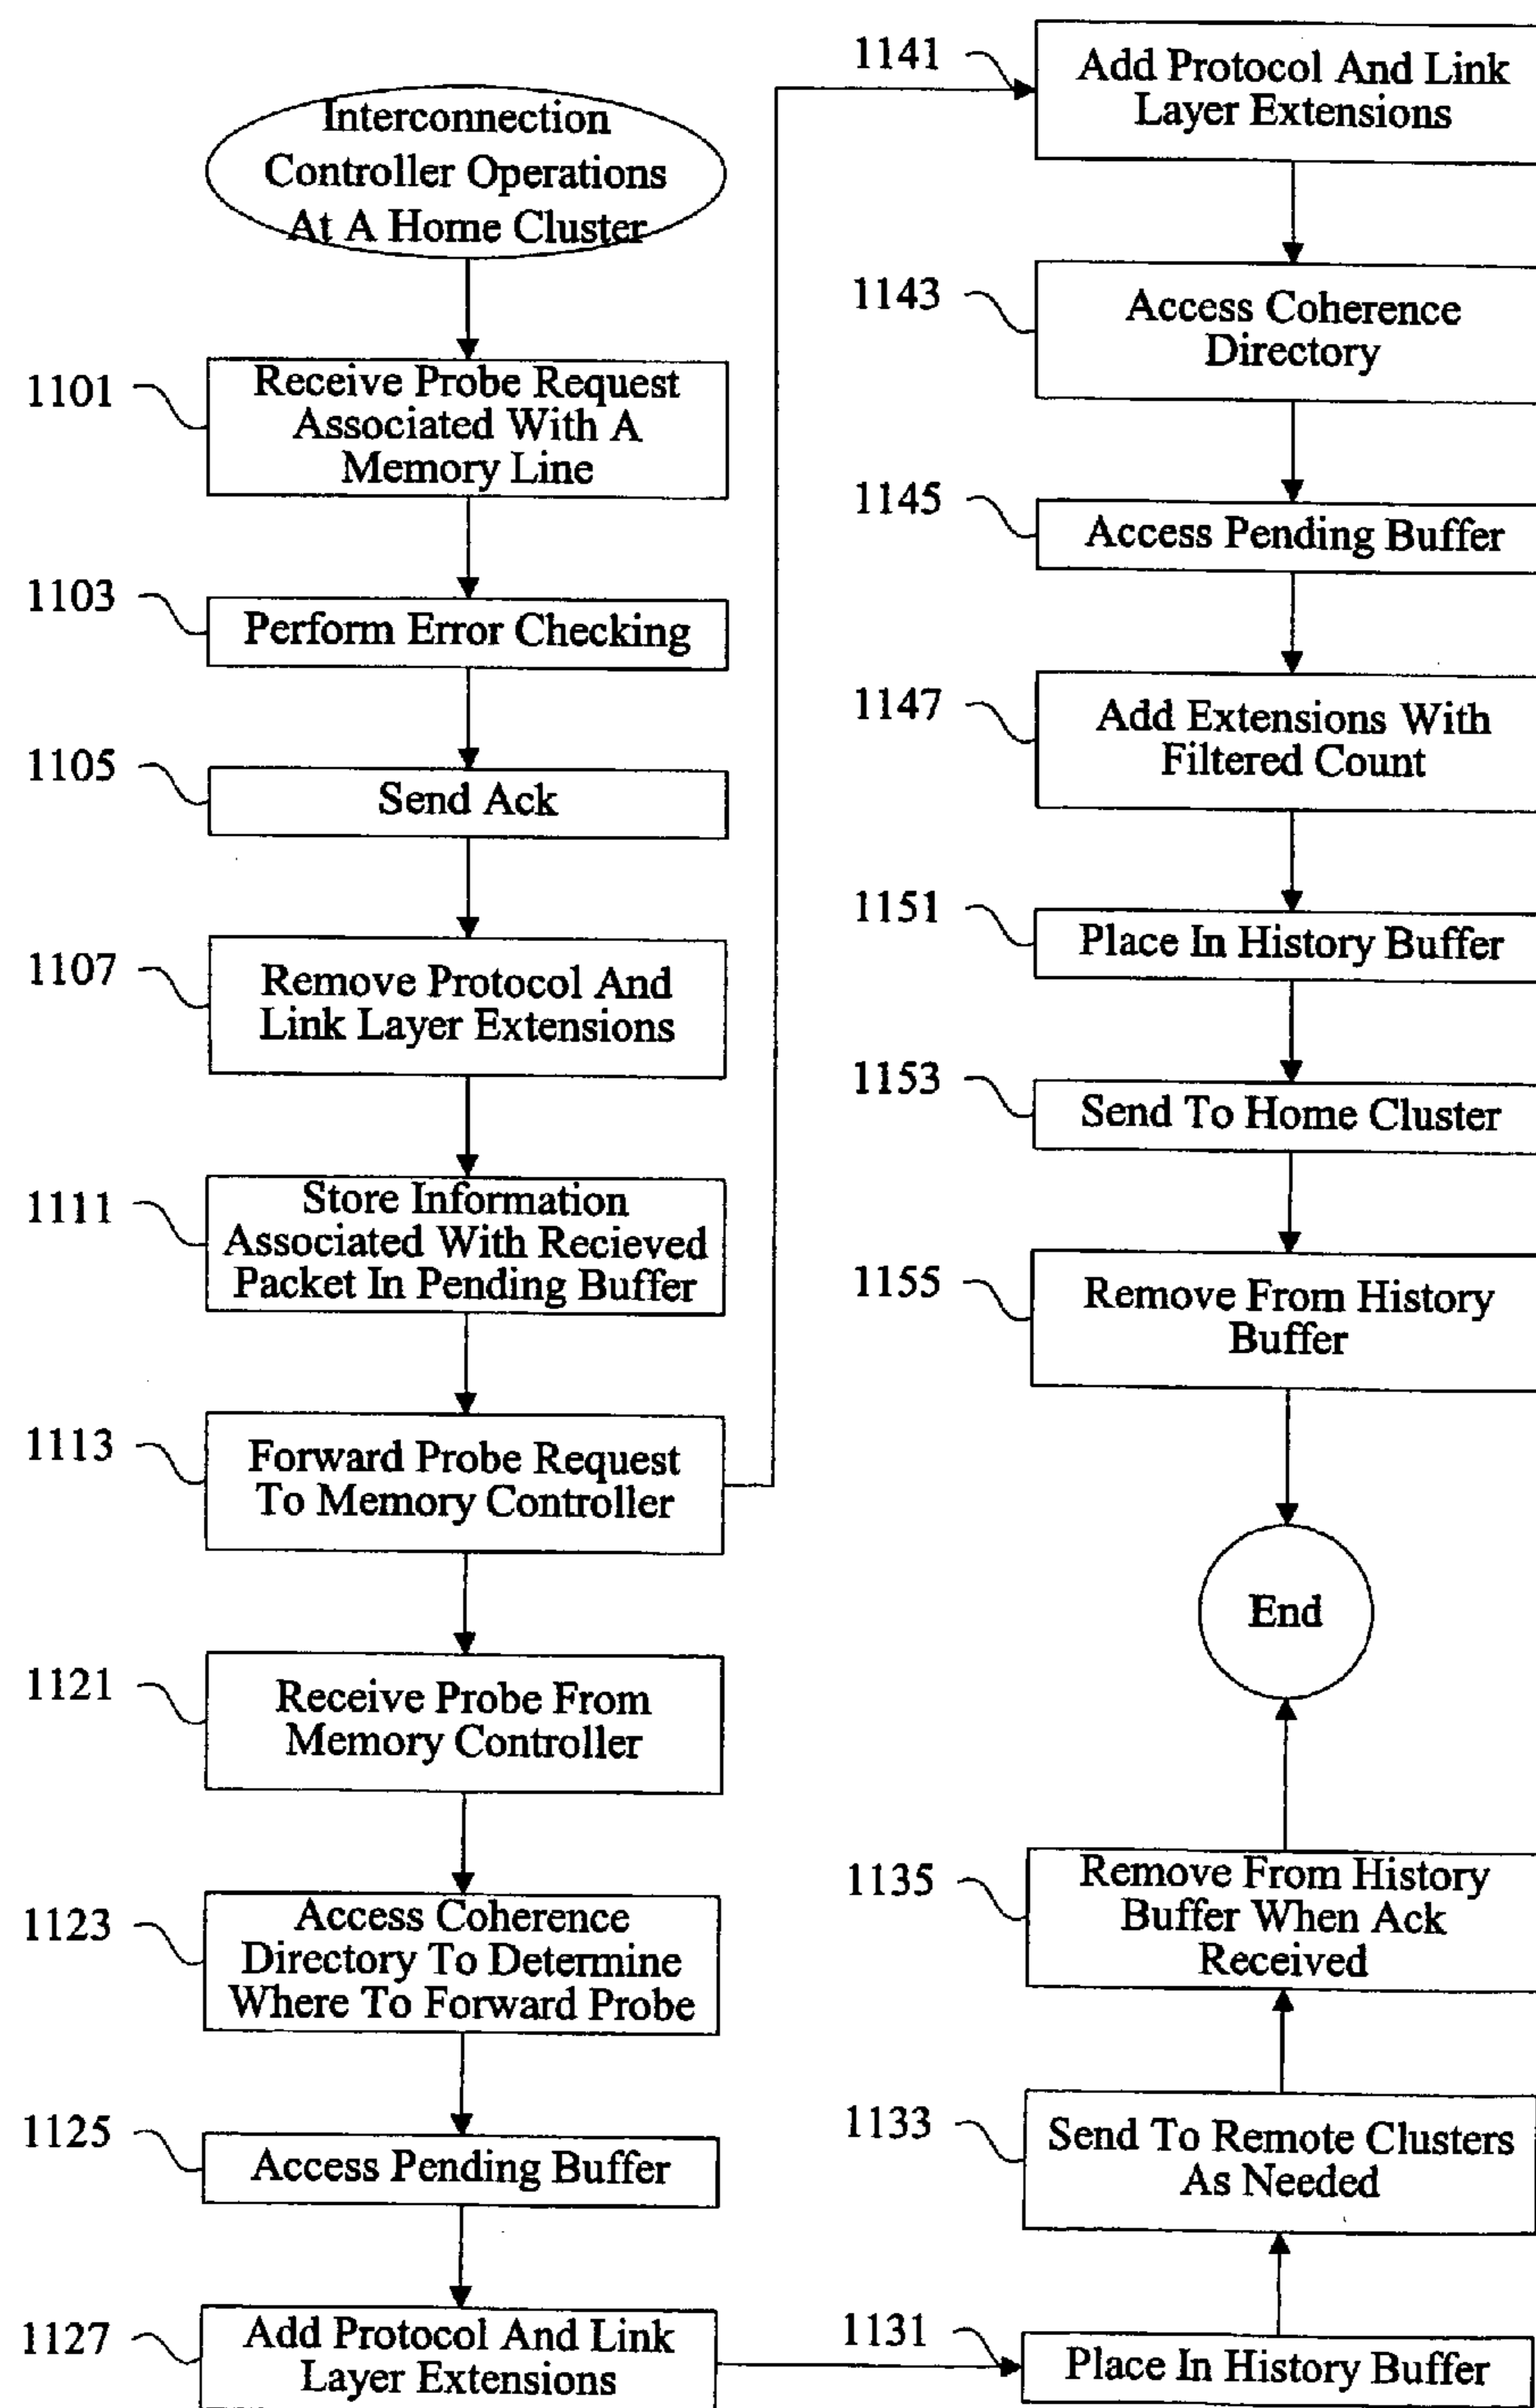 Interconnection
Controller Operations
At A Home Cluster
1101
Receive Probe Request
Associated With A
Memory Line
1103
Perform Error Checking
1105
Send Ack
1107
Remove Protocol And
Link Layer Extensions
1111
Store Information
Associated With Recieved
Packet In Pending Buffer
1113
Forward Probe Request
To Memory Controller
1121
Receive Probe From
Memory Controller
1123
Access Coherence
Directory To Determine
Where To Forward Probe
1125
Access Pending Buffer
1127
Add Protocol And Link
Layer Extensions
1141
Add Protocol And Link
Layer Extensions
1143
Access Coherence
Directory
1145
Access Pending Buffer
1147
Add Extensions With
Filtered Count
1151
Place In History Buffer
1153
Send To Home Cluster
1155
Remove From History
Buffer
End
1135
Remove From History
Buffer When Ack
Received
1133
Send To Remote Clusters
As Needed
1131
Place In History Buffer